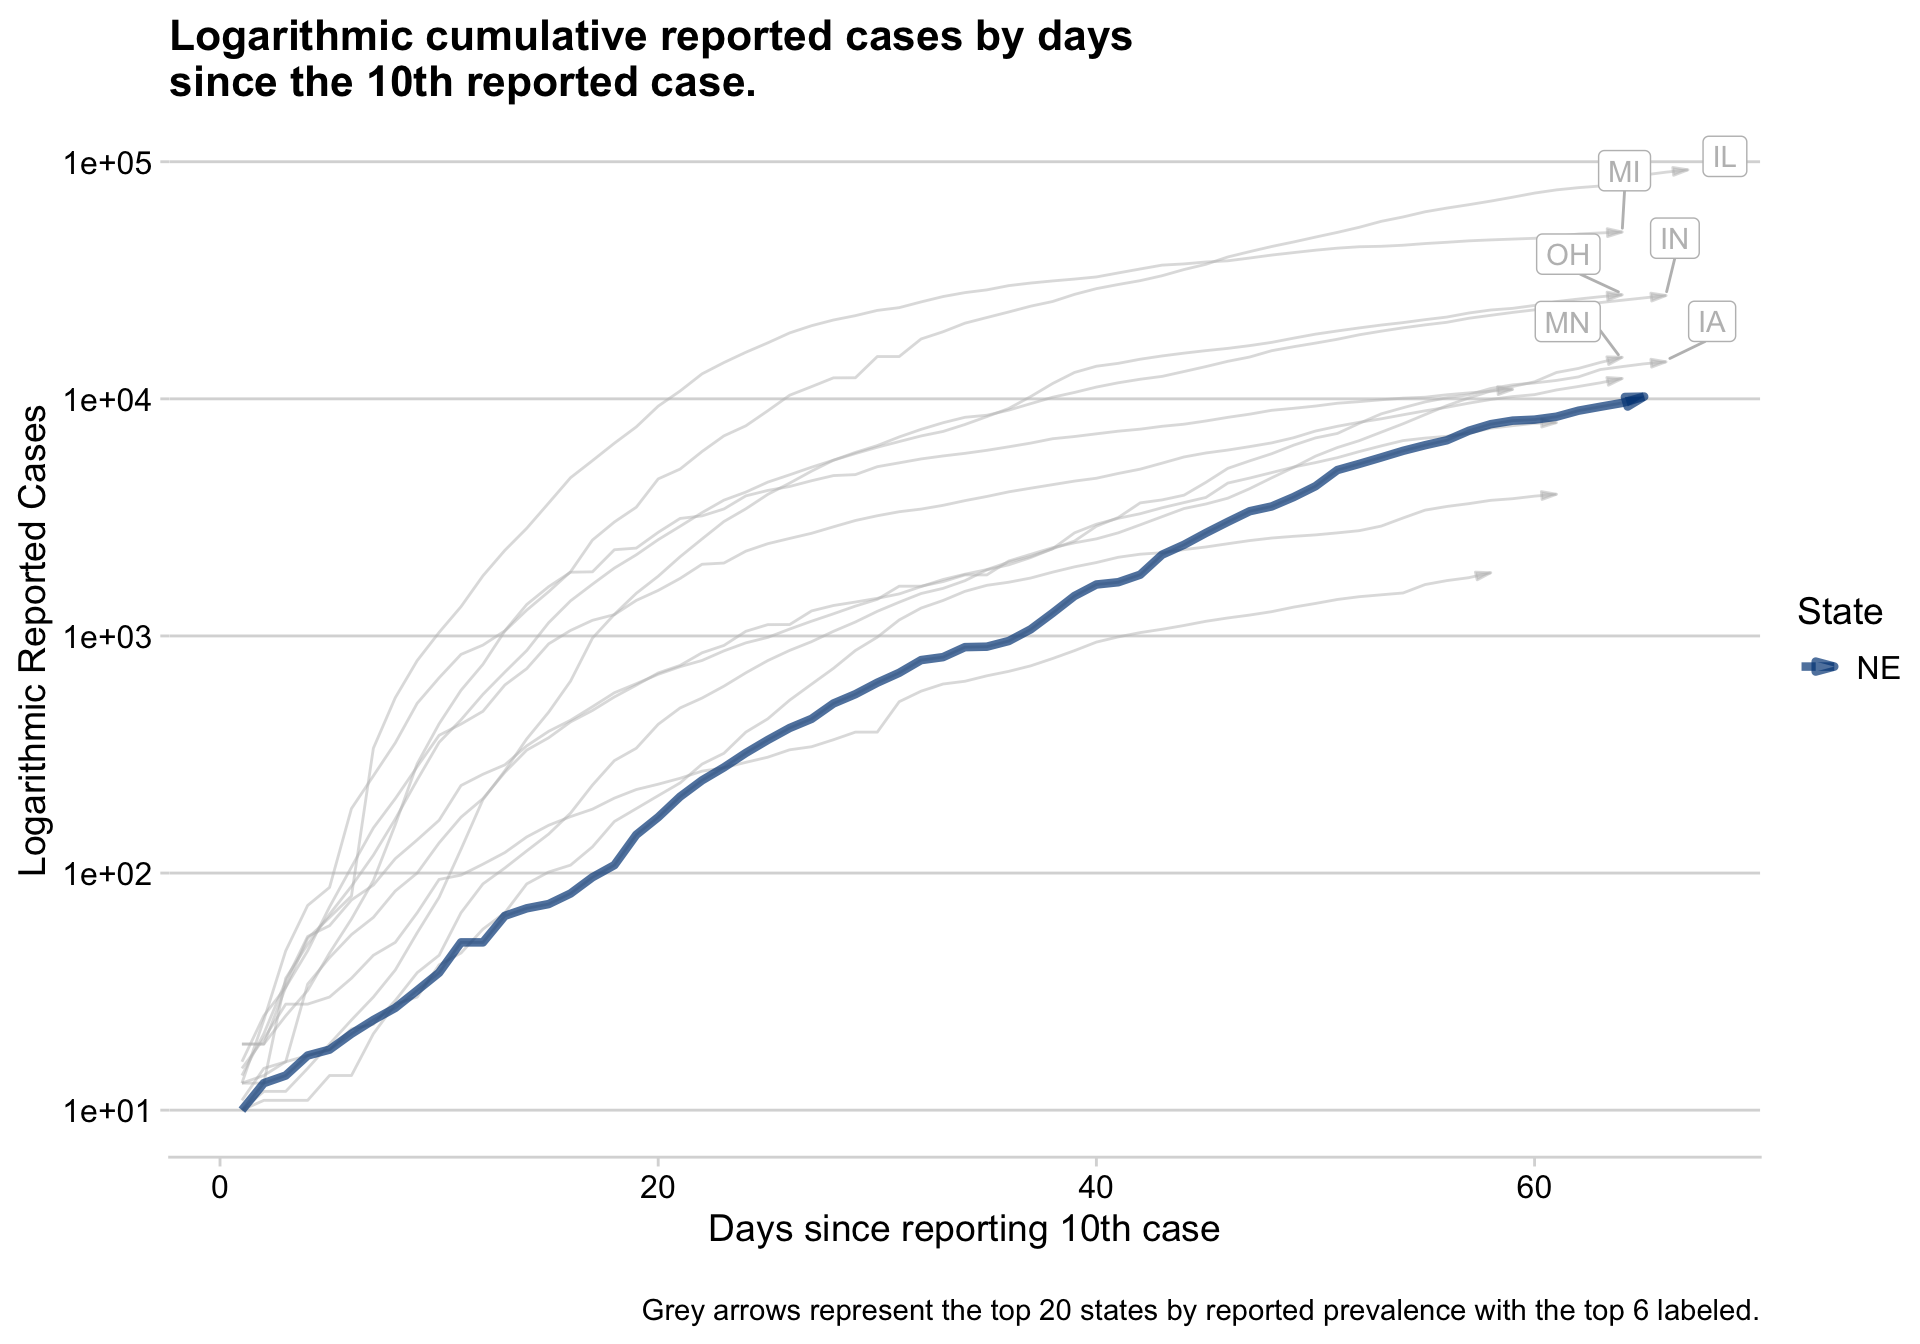 Logarithmic cumulative reported cases by days
since the 10th reported case.
1e+05
1e+04
1e+03
1e+02
1e+01
Logarithmic Reported Cases
MI
IL
OH
IN
MN
IA
State
NE
0
20
40
60
Days since reporting 10th case
Grey arrows represent the top 20 states by reported prevalence with the top 6 labeled.